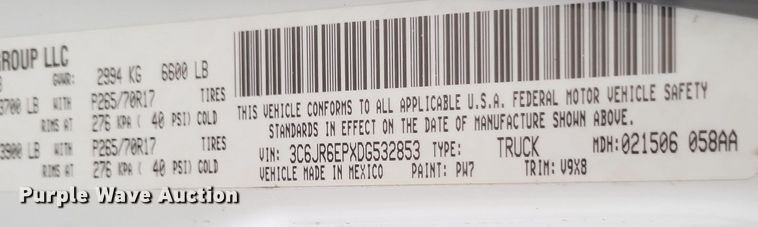 GROUP LLC
GVWR: 2994 KG 6600 LB
3700 LB WITH P265/70R17 TIRES
RIMS AT 276 KPA ( 40 PSI) COLD
3900 LB WITH P265/70R17 TIRES
RIMS AT 276 KPA ( 40 PSI) COLD
THIS VEHICLE CONFORMS TO ALL APPLICABLE U.S.A. FEDERAL MOTOR VEHICLE SAFETY
STANDARDS IN EFFECT ON THE DATE OF MANUFACTURE SHOWN ABOVE.
VIN: 3C6JR6EPXDG532853 TYPE: TRUCK MDH:021506 058AA
VEHICLE MADE IN MEXICO PAINT: PW7 TRIM: V9X8
Purple Wave Auction